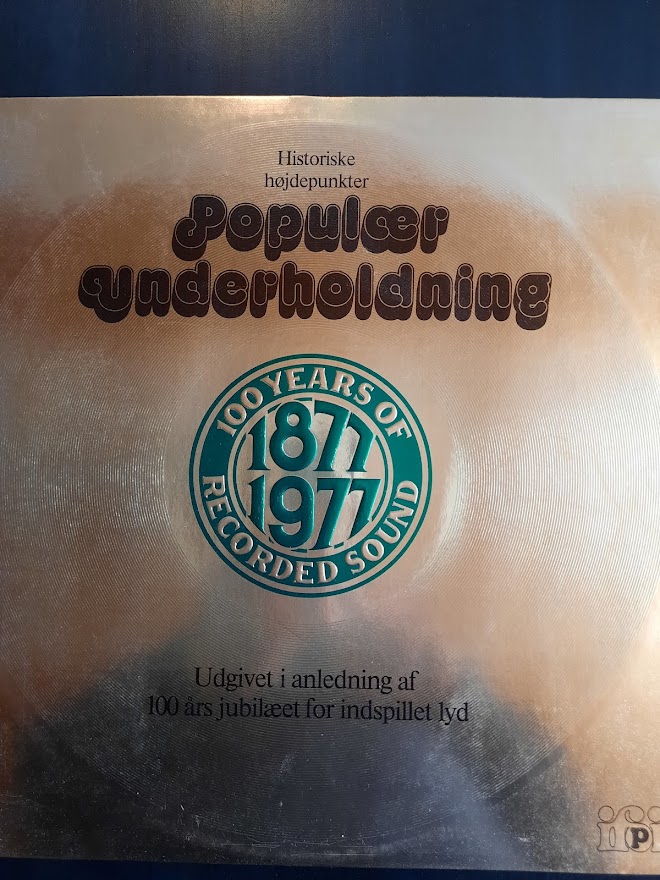 Historiske
højdepunkter
Populær
Underholdning
100 YEARS OF
1877
1977
RECORDED SOUND
Udgivet i anledning af
100 års jubilæet for indspillet lyd
ifpi